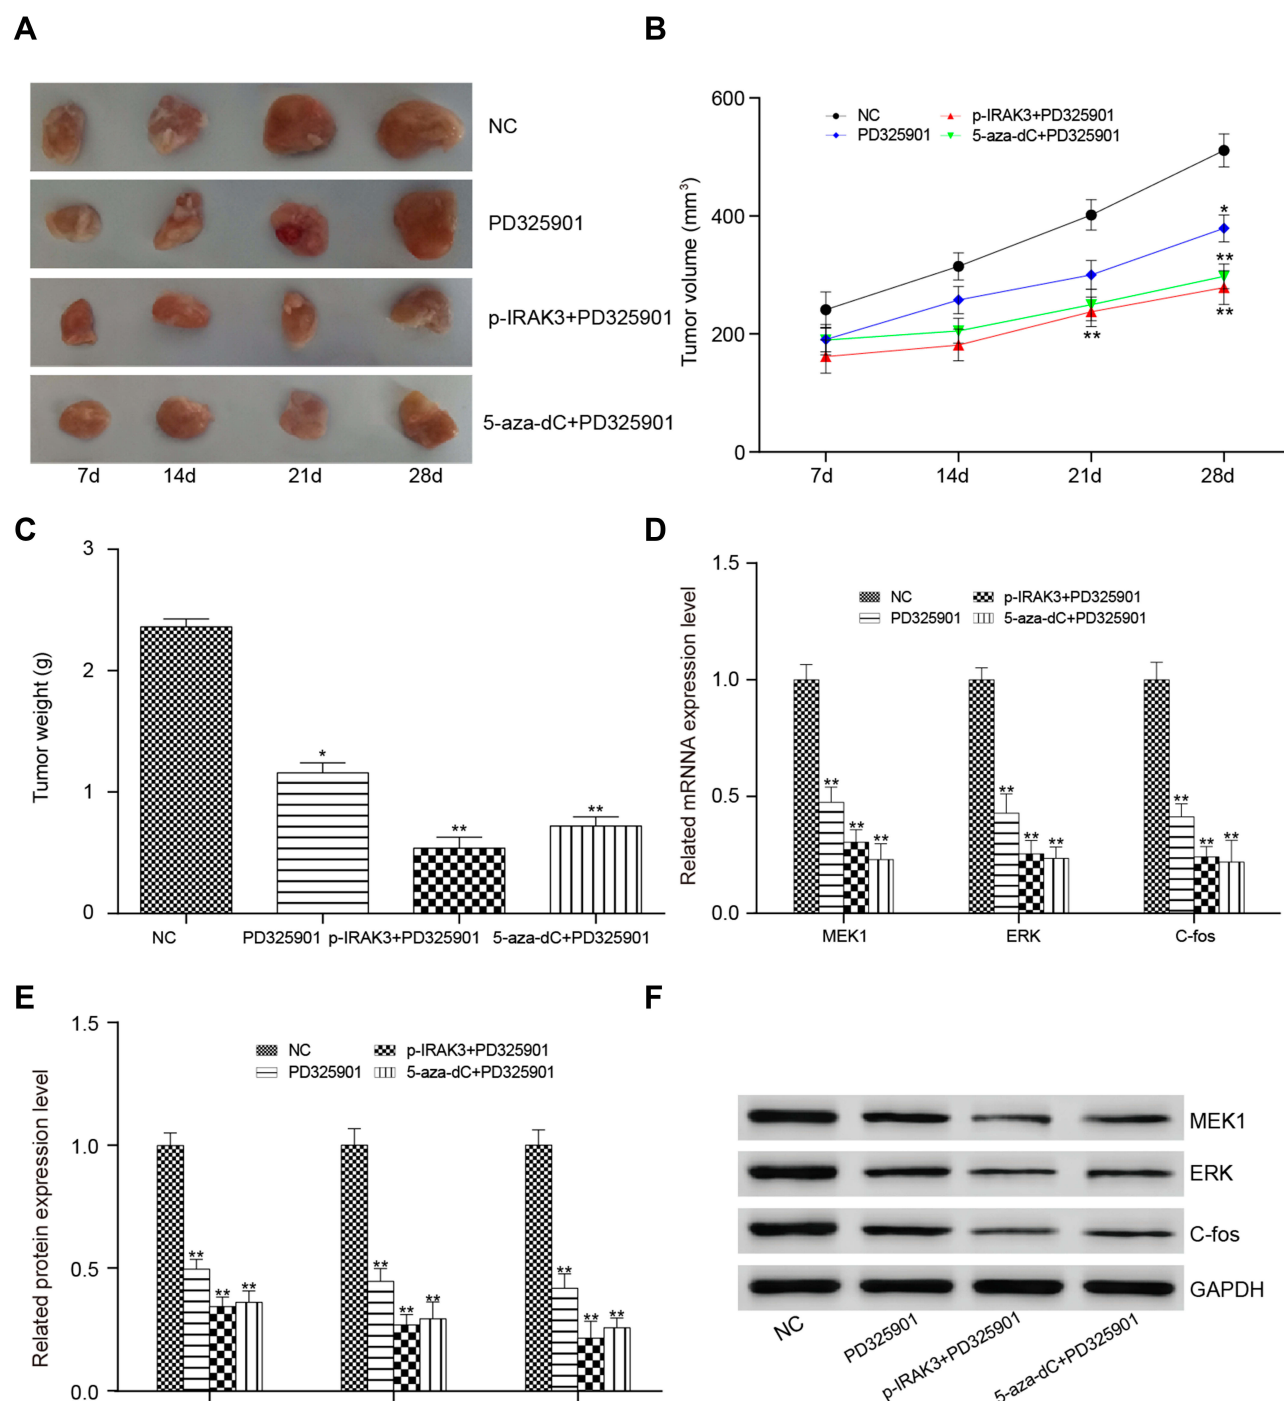 A
NC
PD325901
p-IRAK3+PD325901
5-aza-dC+PD325901
7d 14d 21d 28d
B
Tumor volume (mm³)
600
400
200
0
NC p-IRAK3+PD325901
PD325901 5-aza-dC+PD325901
*
**
**
**
7d 14d 21d 28d
C
Tumor weight (g)
3
2
1
0
*
**
**
NC PD325901 p-IRAK3+PD325901 5-aza-dC+PD325901
D
Related mRNNA expression level
1.5
1.0
0.5
0.0
NC p-IRAK3+PD325901
PD325901 5-aza-dC+PD325901
** ** **
** ** **
** ** **
MEK1 ERK C-fos
E
Related protein expression level
1.5
1.0
0.5
0.0
NC p-IRAK3+PD325901
PD325901 5-aza-dC+PD325901
** ** **
** ** **
** ** **
F
MEK1
ERK
C-fos
GAPDH
NC PD325901 p-IRAK3+PD325901 5-aza-dC+PD325901